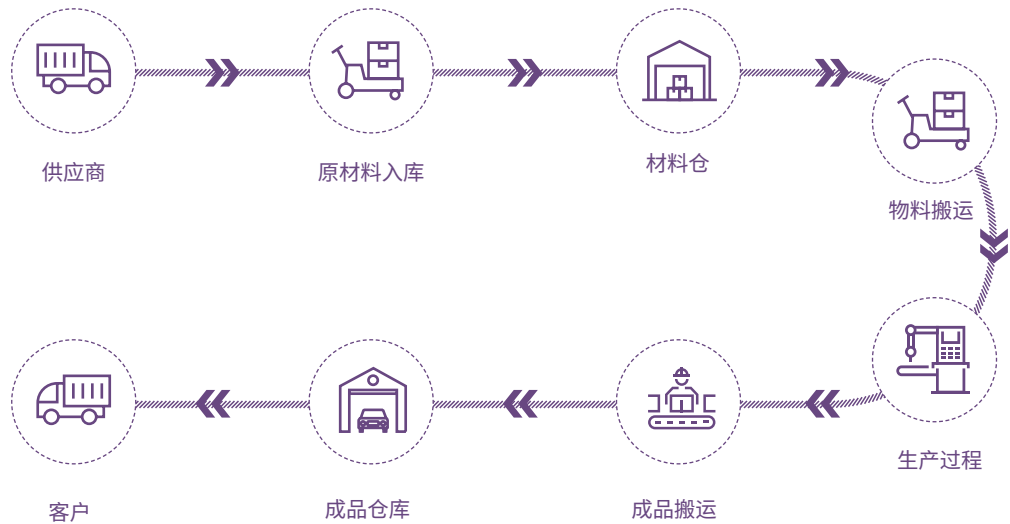 供应商
原材料入库
材料仓
物料搬运
生产过程
成品搬运
成品仓库
客户